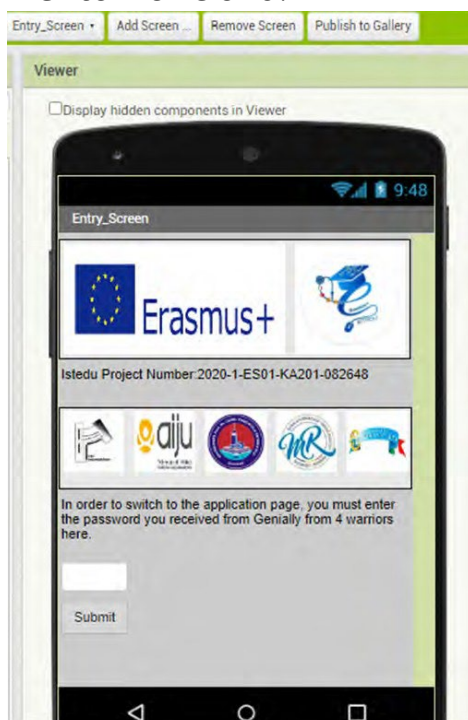 Entry_Screen Add Screen ... Remove Screen Publish to Gallery
Viewer
Display hidden components in Viewer
9:48
Entry_Screen
Erasmus+
Istedu Project Number:2020-1-ES01-KA201-082648
aiju
MR
In order to switch to the application page, you must enter
the password you received from Genially from 4 warriors
here.
Submit